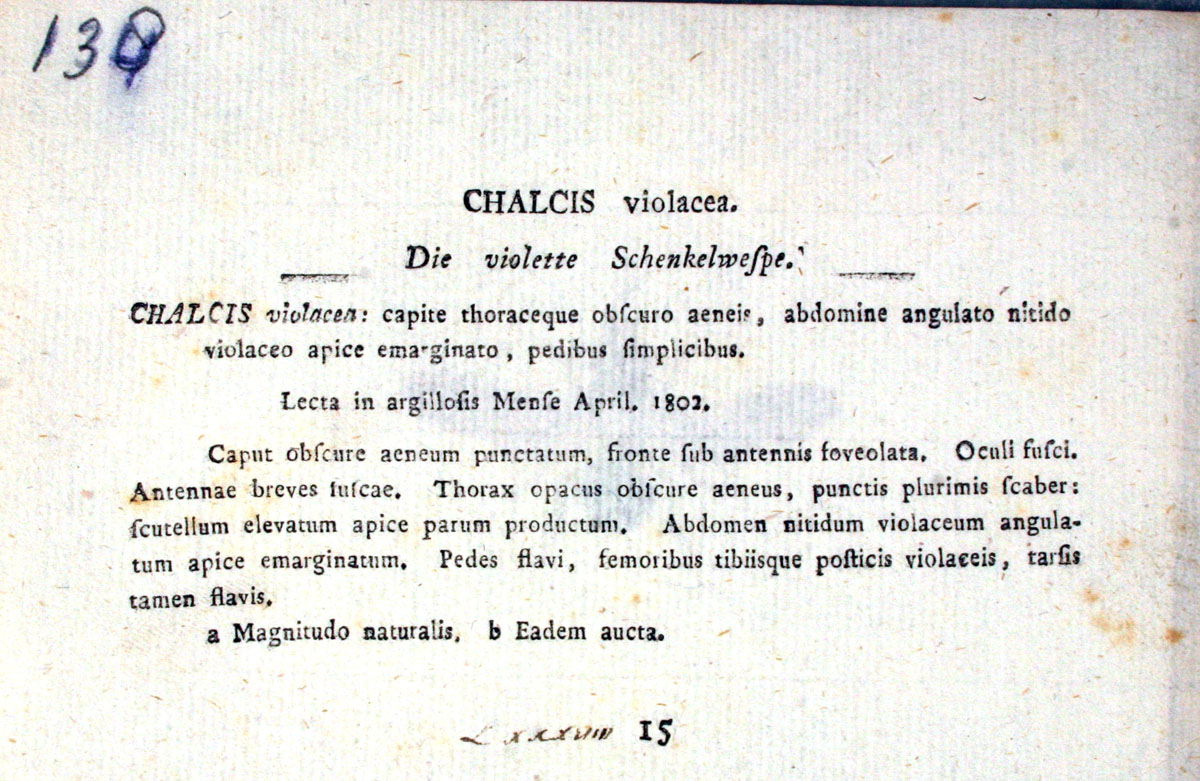 CHALCIS violacea.
Die violette Schenkelweſpe.
CHALCIS violacea: capite thoraceque obſcuro aeneis, abdomine angulato nitido
violaceo apice emarginato, pedibus ſimplicibus.
Lecta in argilloſis Menſe April. 1802.
Caput obſcure aeneum punctatum, fronte ſub antennis foveolata. Oculi fuſci.
Antennae breves fuſcae. Thorax opacus obſcure aeneus, punctis plurimis ſcaber:
ſcutellum elevatum apice parum productum. Abdomen nitidum violaceum angula-
tum apice emarginatum. Pedes flavi, femoribus tibiisque poſticis violaceis, tarſis
tamen flavis.
a Magnitudo naturalis. b Eadem aucta.
15